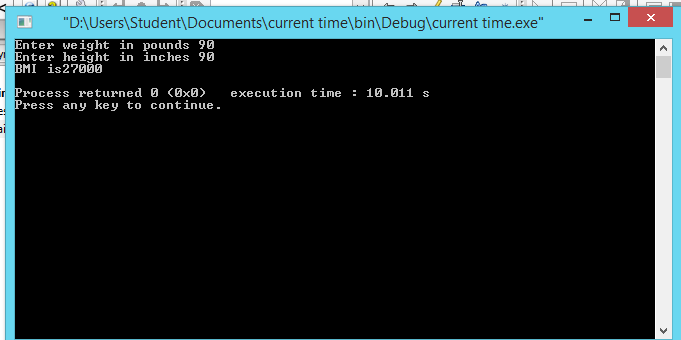 "D:\Users\Student\Documents\current time\bin\Debug\current time.exe"
Enter weight in pounds 90
Enter height in inches 90
BMI is27000
Process returned 0 (0x0)   execution time : 10.011 s
Press any key to continue.